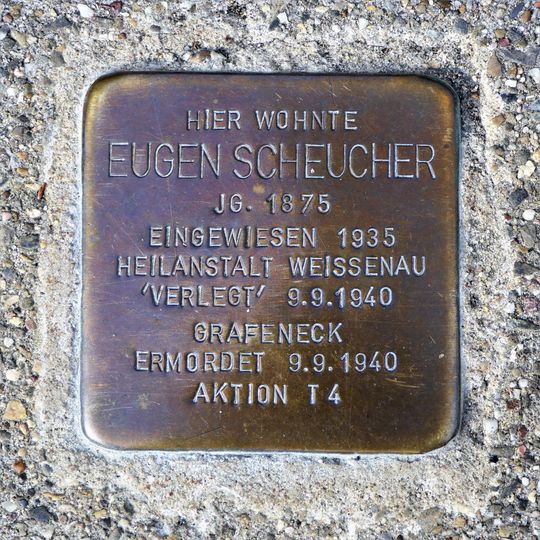 HIER WOHNTE
EUGEN SCHEUCHER
JG. 1875
EINGEWIESEN 1935
HEILANSTALT WEISSENAU
'VERLEGT' 9.9.1940
GRAFENECK
ERMORDET 9.9.1940
AKTION T4